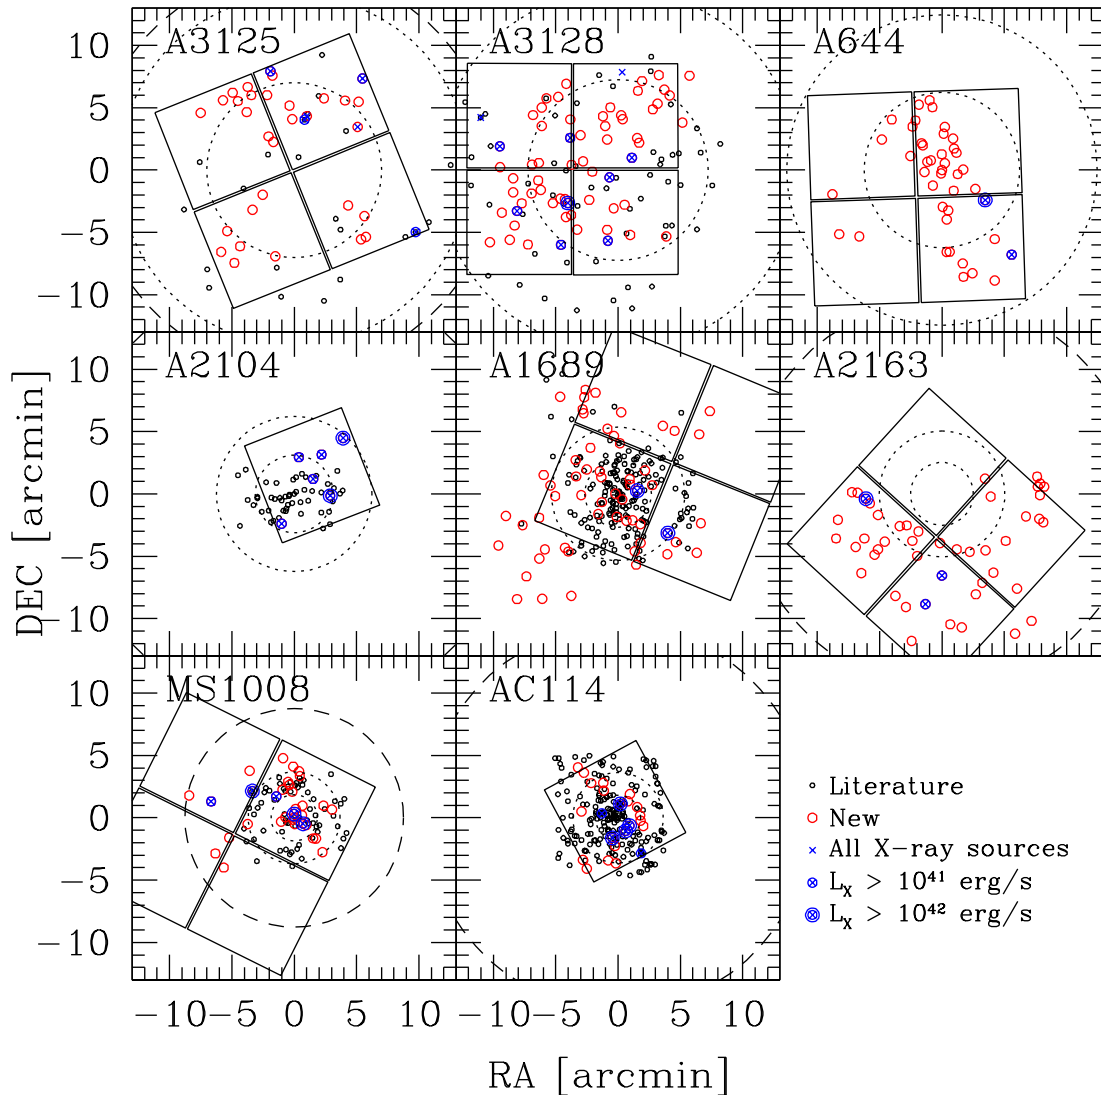 A3125 A3128 A644
10
5
0
−5
−10
A2104 A1689 A2163
10
5
0
−5
−10
MS1008 AC114
10
5
0
−5
−10
DEC [arcmin]
Literature
New
All X-ray sources
L_X > 10^41 erg/s
L_X > 10^42 erg/s
−10 −5 0 5 10 −10 −5 0 5 10
RA [arcmin]